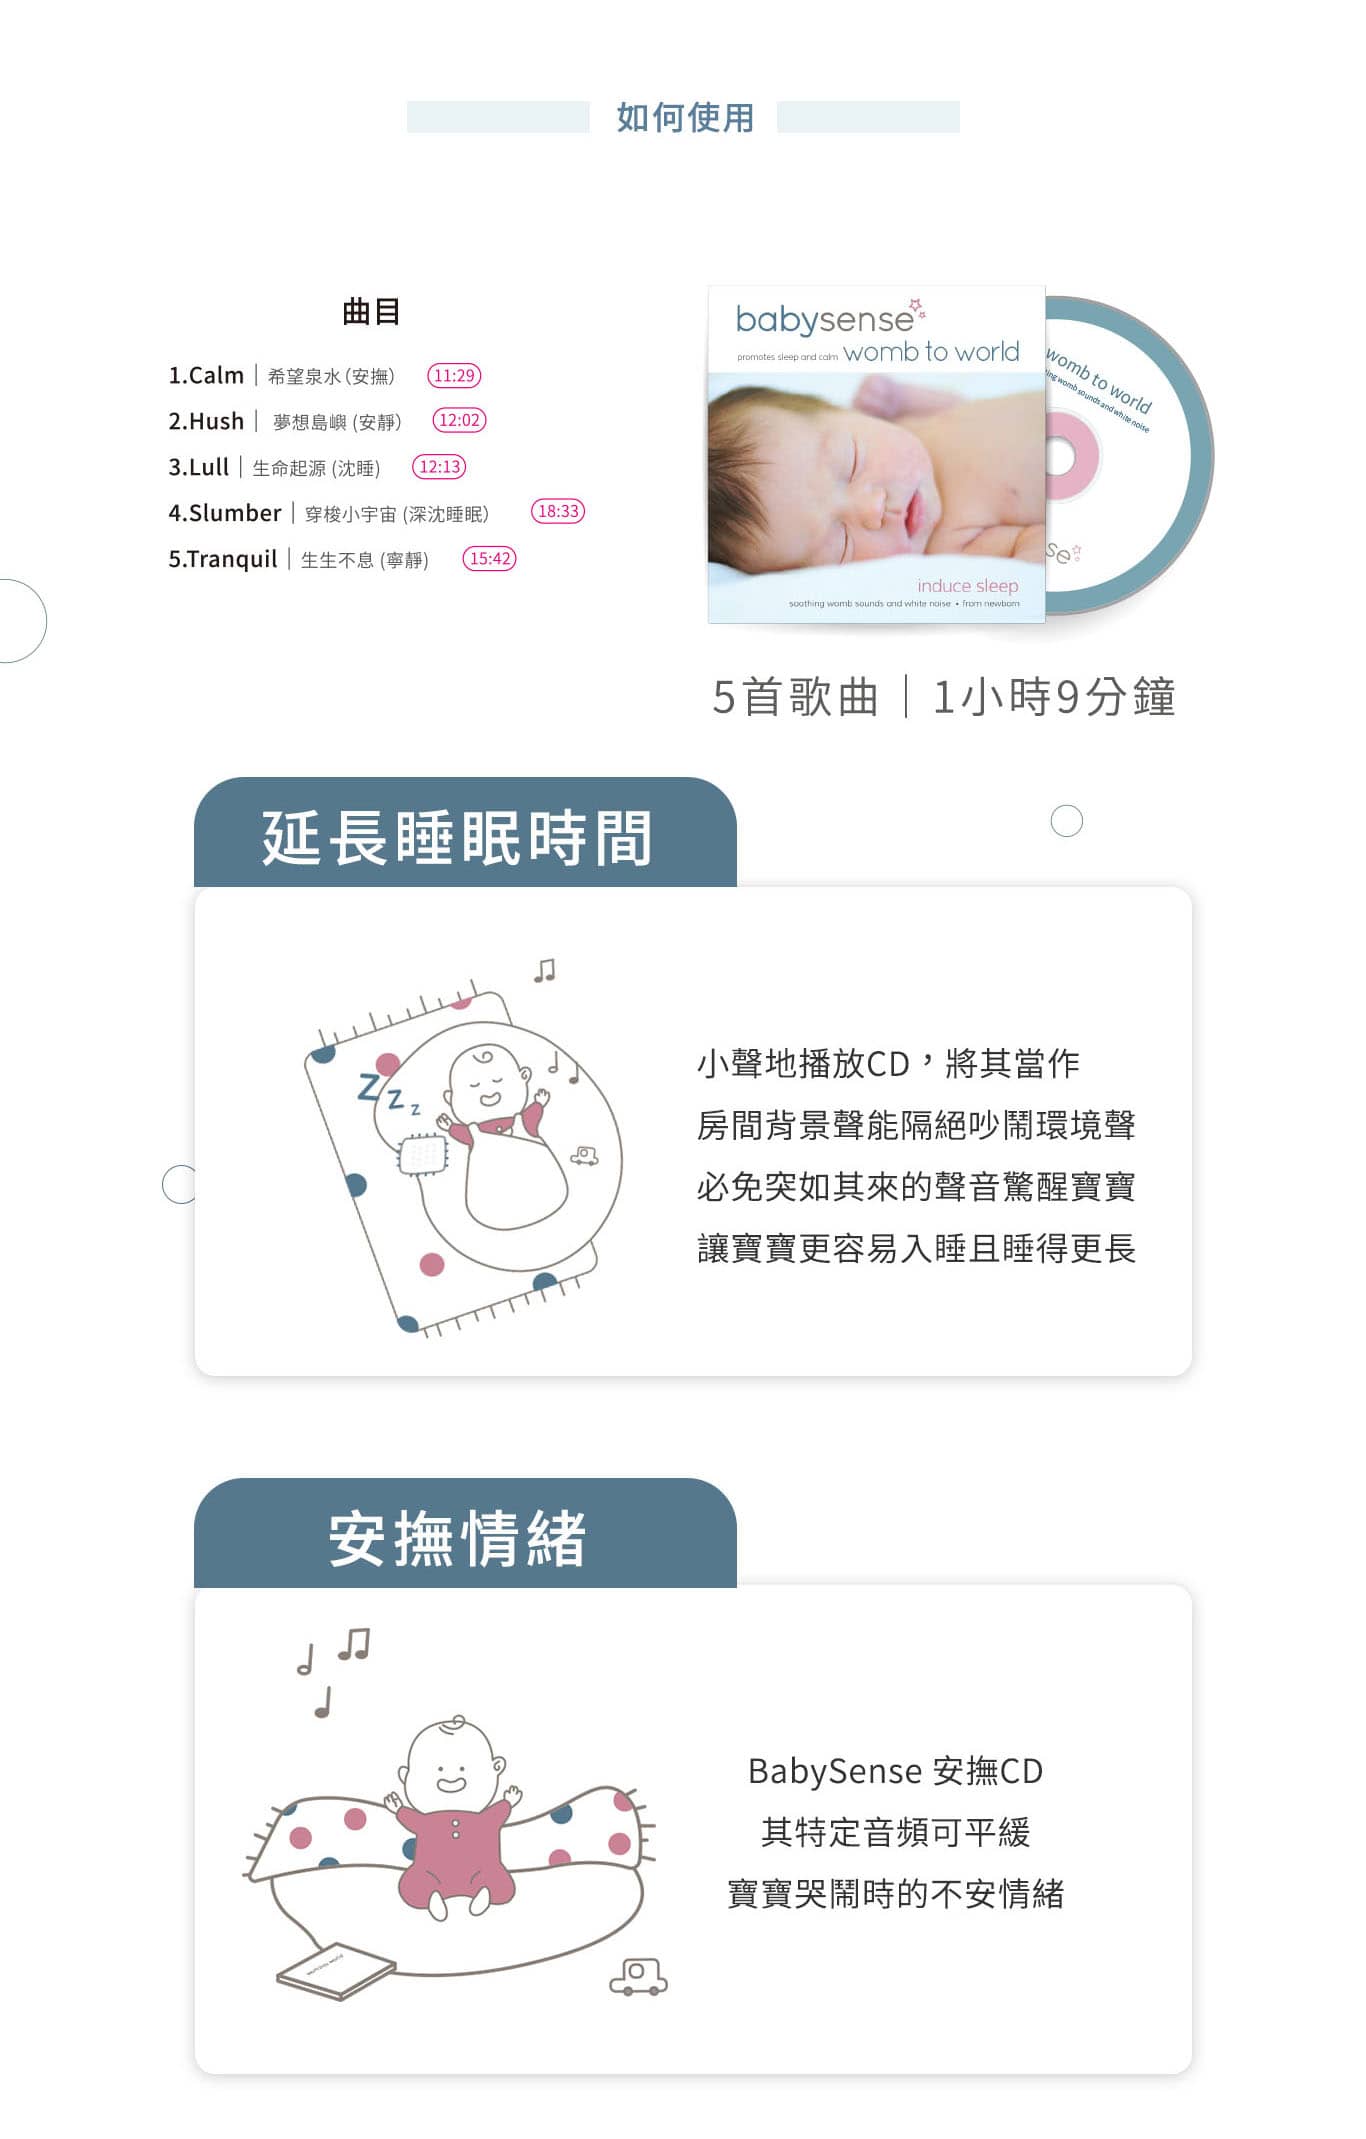 如何使用
曲目
1.Calm｜希望泉水(安撫) 11:29
2.Hush｜夢想島嶼 (安靜) 12:02
3.Lull｜生命起源 (沈睡) 12:13
4.Slumber｜穿梭小宇宙 (深沈睡眠) 18:33
5.Tranquil｜生生不息 (寧靜) 15:42
babysense
promotes sleep and calm womb to world
induce sleep
soothing womb sounds and white noise • from newborn
womb to world
womb sounds and white noise
5首歌曲｜1小時9分鐘
延長睡眠時間
Z z z
小聲地播放CD，將其當作
房間背景聲能隔絕吵鬧環境聲
必免突如其來的聲音驚醒寶寶
讓寶寶更容易入睡且睡得更長
安撫情緒
BabySense 安撫CD
其特定音頻可平緩
寶寶哭鬧時的不安情緒